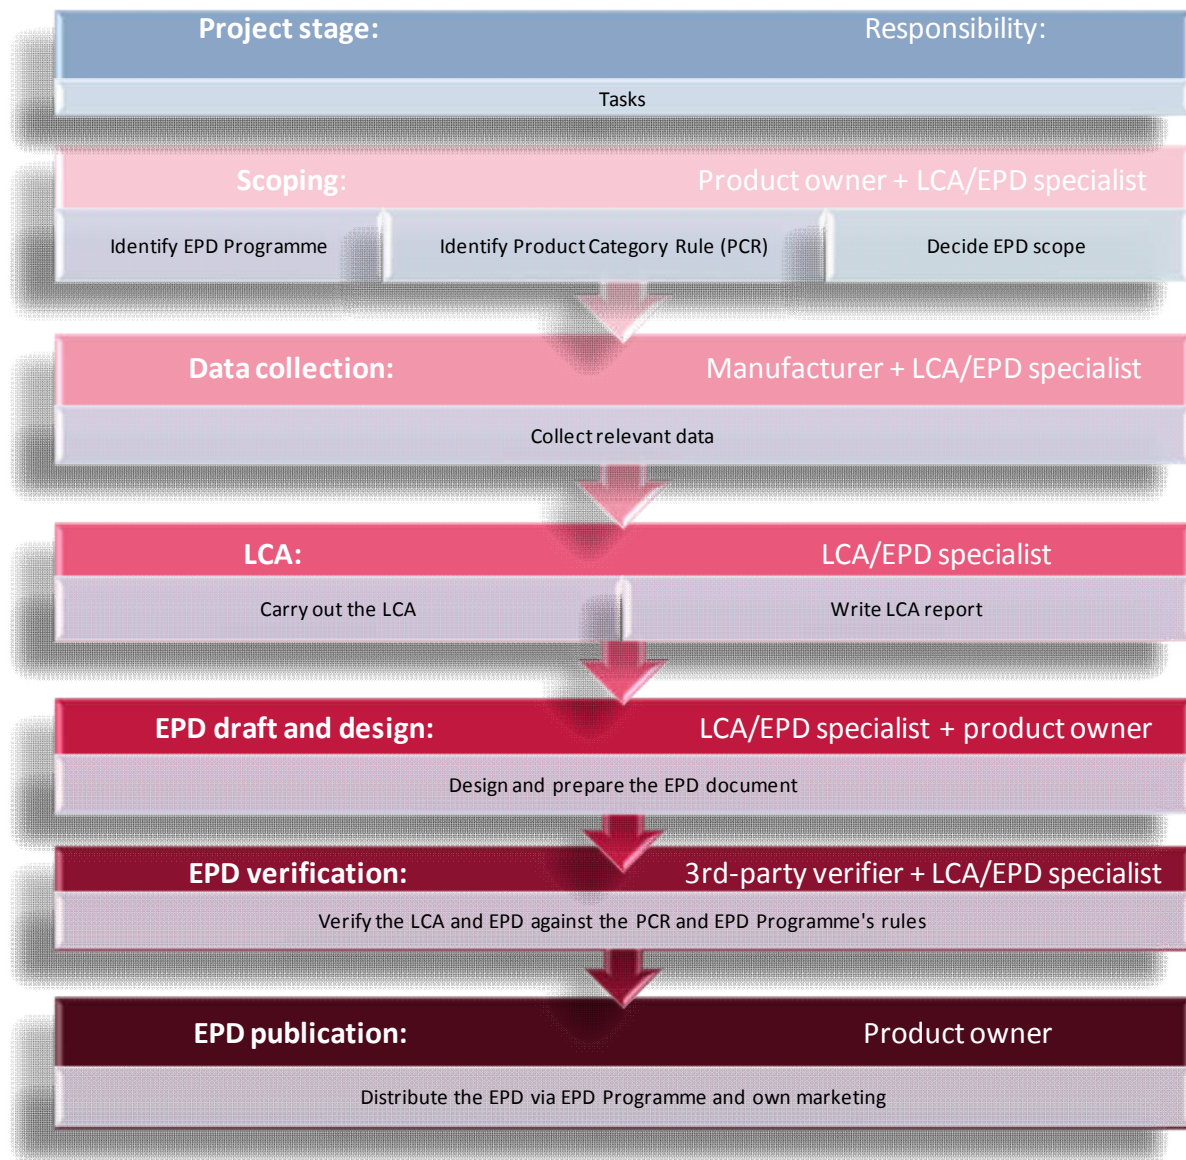 Project stage: Responsibility:
Tasks
Scoping: Product owner + LCA/EPD specialist
Identify EPD Programme Identify Product Category Rule (PCR) Decide EPD scope
Data collection: Manufacturer + LCA/EPD specialist
Collect relevant data
LCA: LCA/EPD specialist
Carry out the LCA Write LCA report
EPD draft and design: LCA/EPD specialist + product owner
Design and prepare the EPD document
EPD verification: 3rd-party verifier + LCA/EPD specialist
Verify the LCA and EPD against the PCR and EPD Programme's rules
EPD publication: Product owner
Distribute the EPD via EPD Programme and own marketing